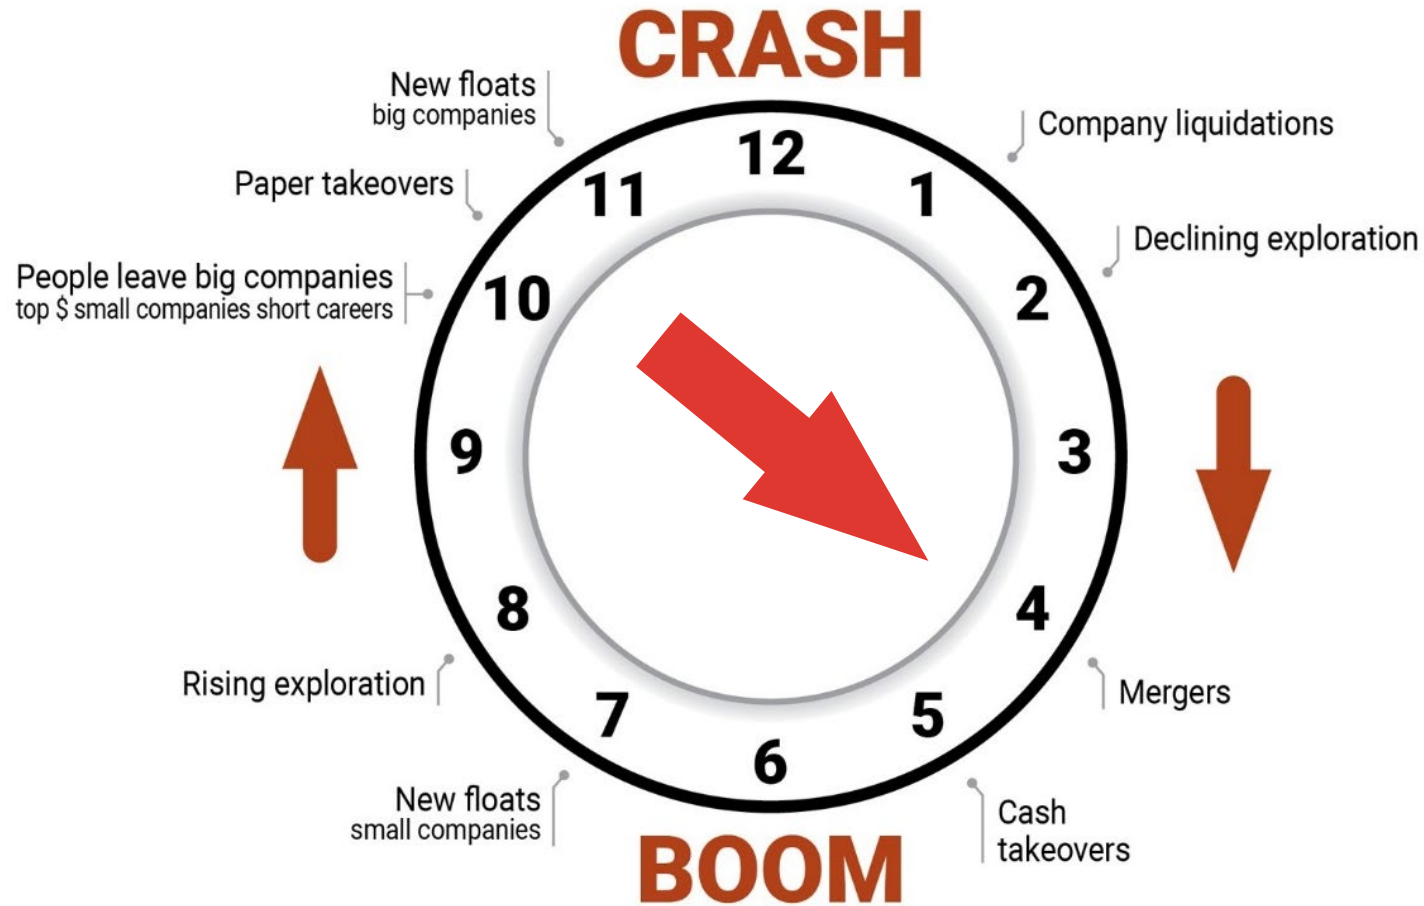 CRASH
New floats
big companies
Company liquidations
Paper takeovers
Declining exploration
People leave big companies
top $ small companies short careers
12
1
2
3
4
5
6
7
8
9
10
11
Rising exploration
Mergers
New floats
small companies
Cash
takeovers
BOOM